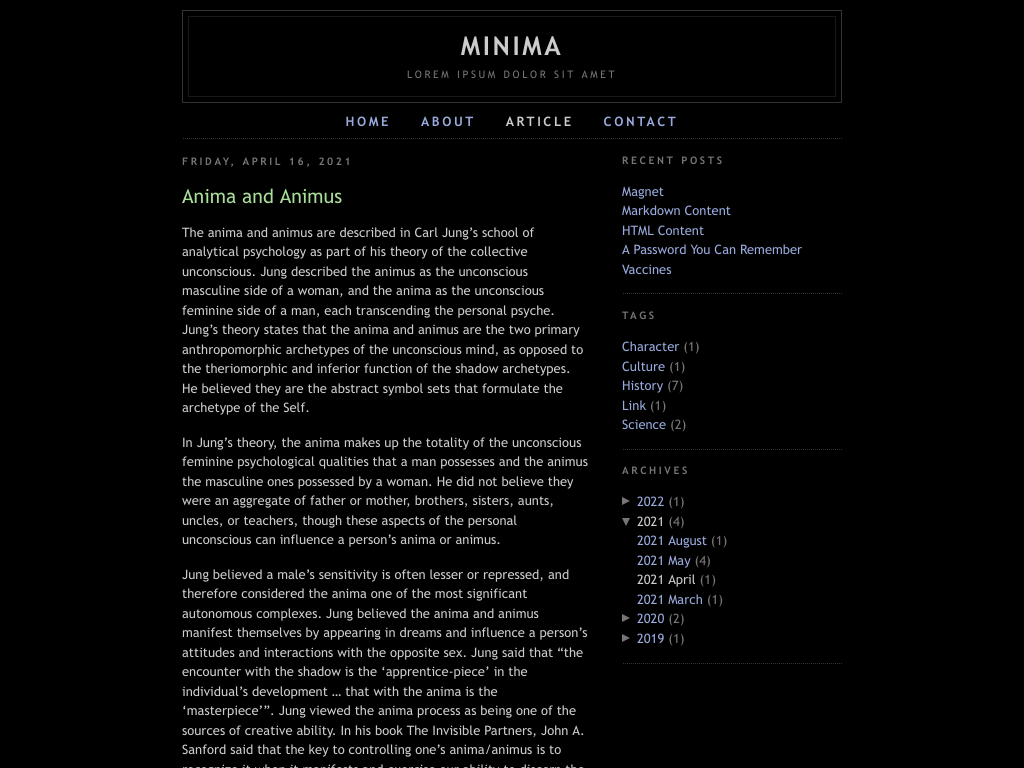 MINIMA
LOREM IPSUM DOLOR SIT AMET
HOME ABOUT ARTICLE CONTACT
FRIDAY, APRIL 16, 2021
Anima and Animus
The anima and animus are described in Carl Jung’s school of
analytical psychology as part of his theory of the collective
unconscious. Jung described the animus as the unconscious
masculine side of a woman, and the anima as the unconscious
feminine side of a man, each transcending the personal psyche.
Jung’s theory states that the anima and animus are the two primary
anthropomorphic archetypes of the unconscious mind, as opposed to
the theriomorphic and inferior function of the shadow archetypes.
He believed they are the abstract symbol sets that formulate the
archetype of the Self.
In Jung’s theory, the anima makes up the totality of the unconscious
feminine psychological qualities that a man possesses and the animus
the masculine ones possessed by a woman. He did not believe they
were an aggregate of father or mother, brothers, sisters, aunts,
uncles, or teachers, though these aspects of the personal
unconscious can influence a person’s anima or animus.
Jung believed a male’s sensitivity is often lesser or repressed, and
therefore considered the anima one of the most significant
autonomous complexes. Jung believed the anima and animus
manifest themselves by appearing in dreams and influence a person’s
attitudes and interactions with the opposite sex. Jung said that “the
encounter with the shadow is the ‘apprentice-piece’ in the
individual’s development … that with the anima is the
‘masterpiece’”. Jung viewed the anima process as being one of the
sources of creative ability. In his book The Invisible Partners, John A.
Sanford said that the key to controlling one’s anima/animus is to
recognize it when it manifests and exercise our ability to discern the
RECENT POSTS
Magnet
Markdown Content
HTML Content
A Password You Can Remember
Vaccines
TAGS
Character (1)
Culture (1)
History (7)
Link (1)
Science (2)
ARCHIVES
► 2022 (1)
▼ 2021 (4)
2021 August (1)
2021 May (4)
2021 April (1)
2021 March (1)
► 2020 (2)
► 2019 (1)